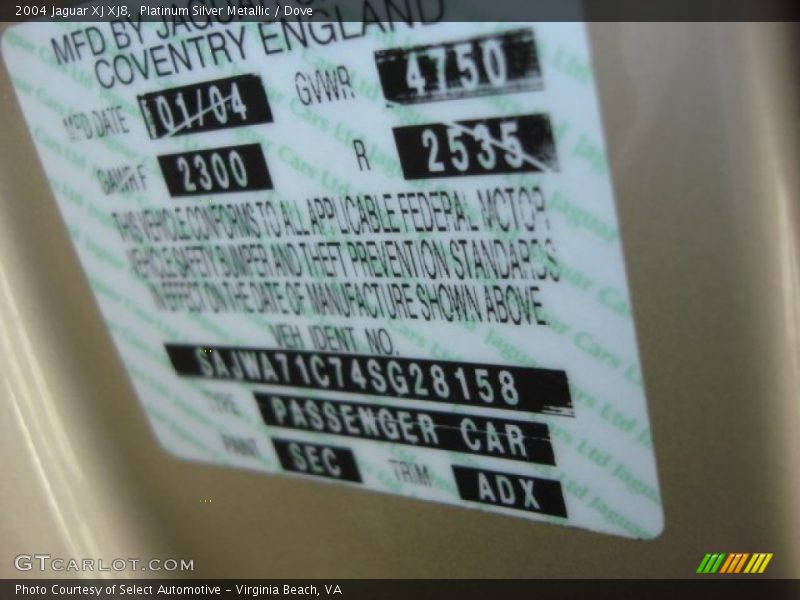 2004 Jaguar XJ XJ8, Platinum Silver Metallic / Dove
MFD BY JAGUAR
COVENTRY ENGLAND
MFD DATE 01/04 GVWR 4750
GAWR F 2300 R 2535
THIS VEHICLE CONFORMS TO ALL APPLICABLE FEDERAL MOTOR
VEHICLE SAFETY BUMPER AND THEFT PREVENTION STANDARDS
IN EFFECT ON THE DATE OF MANUFACTURE SHOWN ABOVE.
VEH IDENT. NO.
SAJWA71C74SG28158
TYPE PASSENGER CAR
PAINT SEC TRIM ADX
GTCARLOT.COM
Photo Courtesy of Select Automotive – Virginia Beach, VA